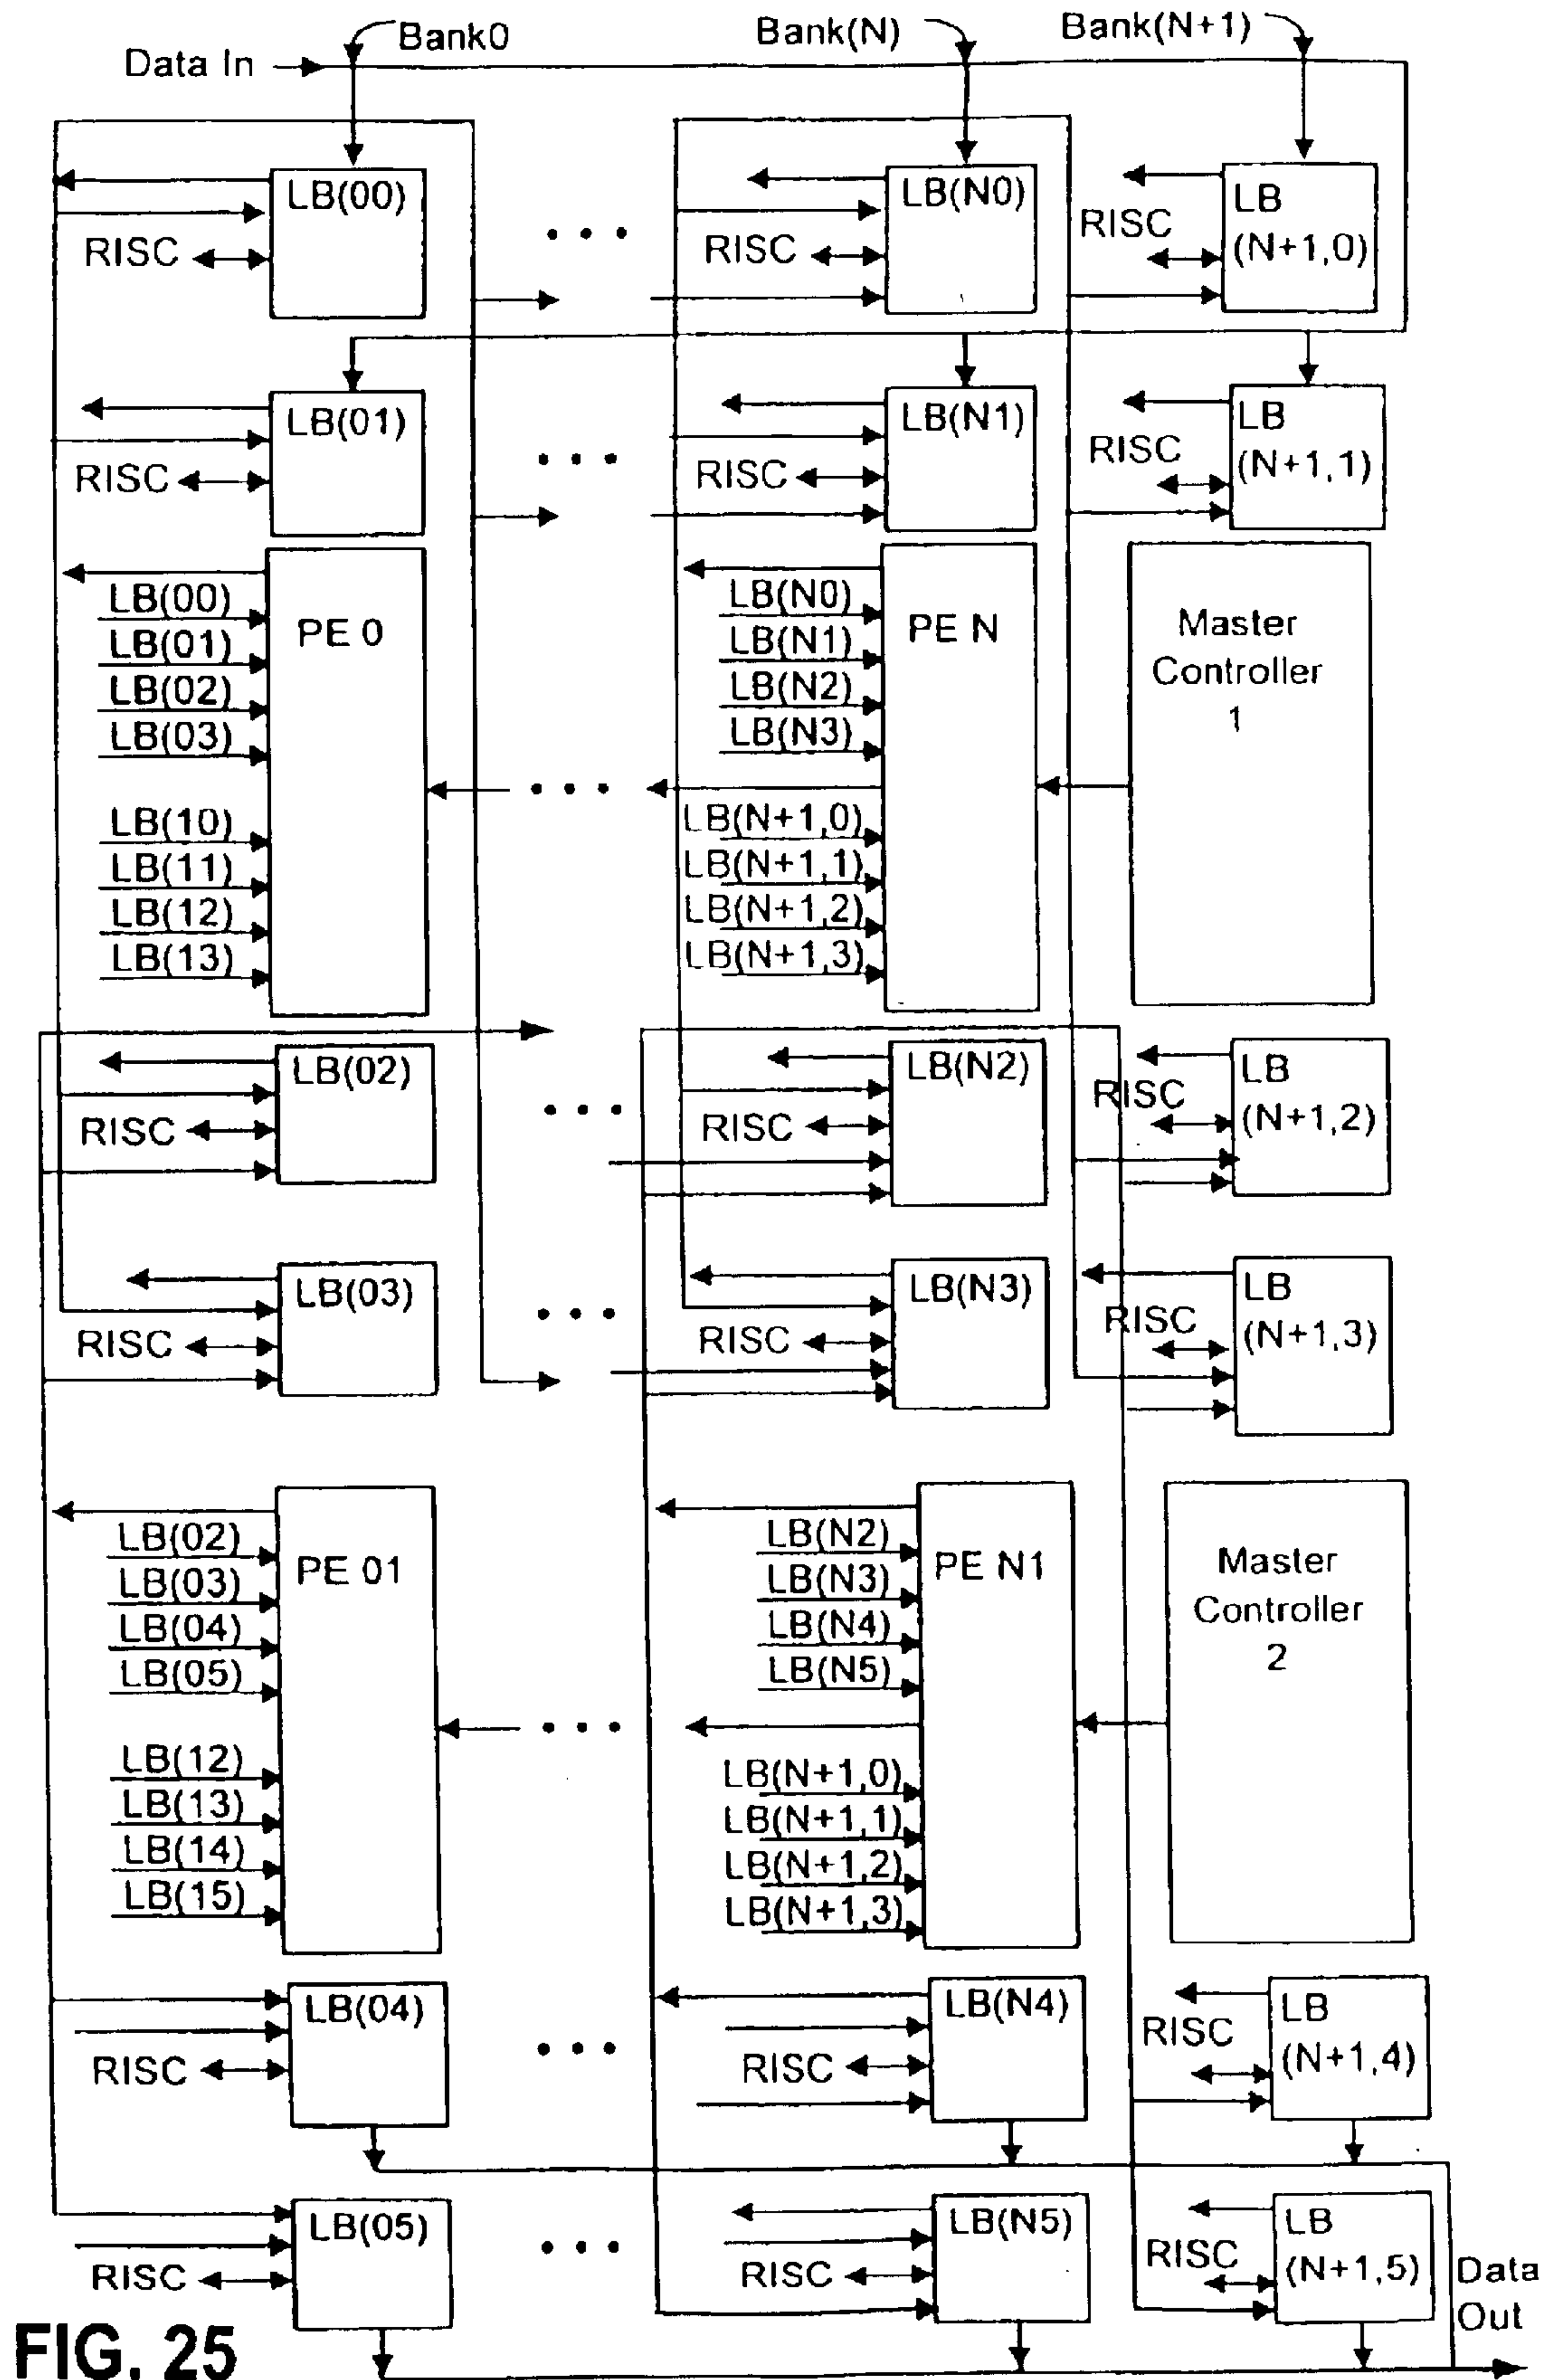 Bank0 Bank(N) Bank(N+1)
Data In
LB(00) LB(N0) LB
RISC RISC RISC (N+1,0)
LB(01) LB(N1) LB
RISC RISC RISC (N+1,1)
LB(00) PE 0 LB(N0) PE N Master
LB(01) LB(N1) Controller
LB(02) LB(N2) 1
LB(03) LB(N3)
LB(10) LB(N+1,0)
LB(11) LB(N+1,1)
LB(12) LB(N+1,2)
LB(13) LB(N+1,3)
LB(02) LB(N2) LB
RISC RISC RISC (N+1,2)
LB(03) LB(N3) LB
RISC RISC RISC (N+1,3)
LB(02) PE 01 LB(N2) PE N1 Master
LB(03) LB(N3) Controller
LB(04) LB(N4) 2
LB(05) LB(N5)
LB(12) LB(N+1,0)
LB(13) LB(N+1,1)
LB(14) LB(N+1,2)
LB(15) LB(N+1,3)
LB(04) LB(N4) LB
RISC RISC RISC (N+1,4)
LB(05) LB(N5) LB
RISC RISC RISC (N+1,5) Data
Out
FIG. 25